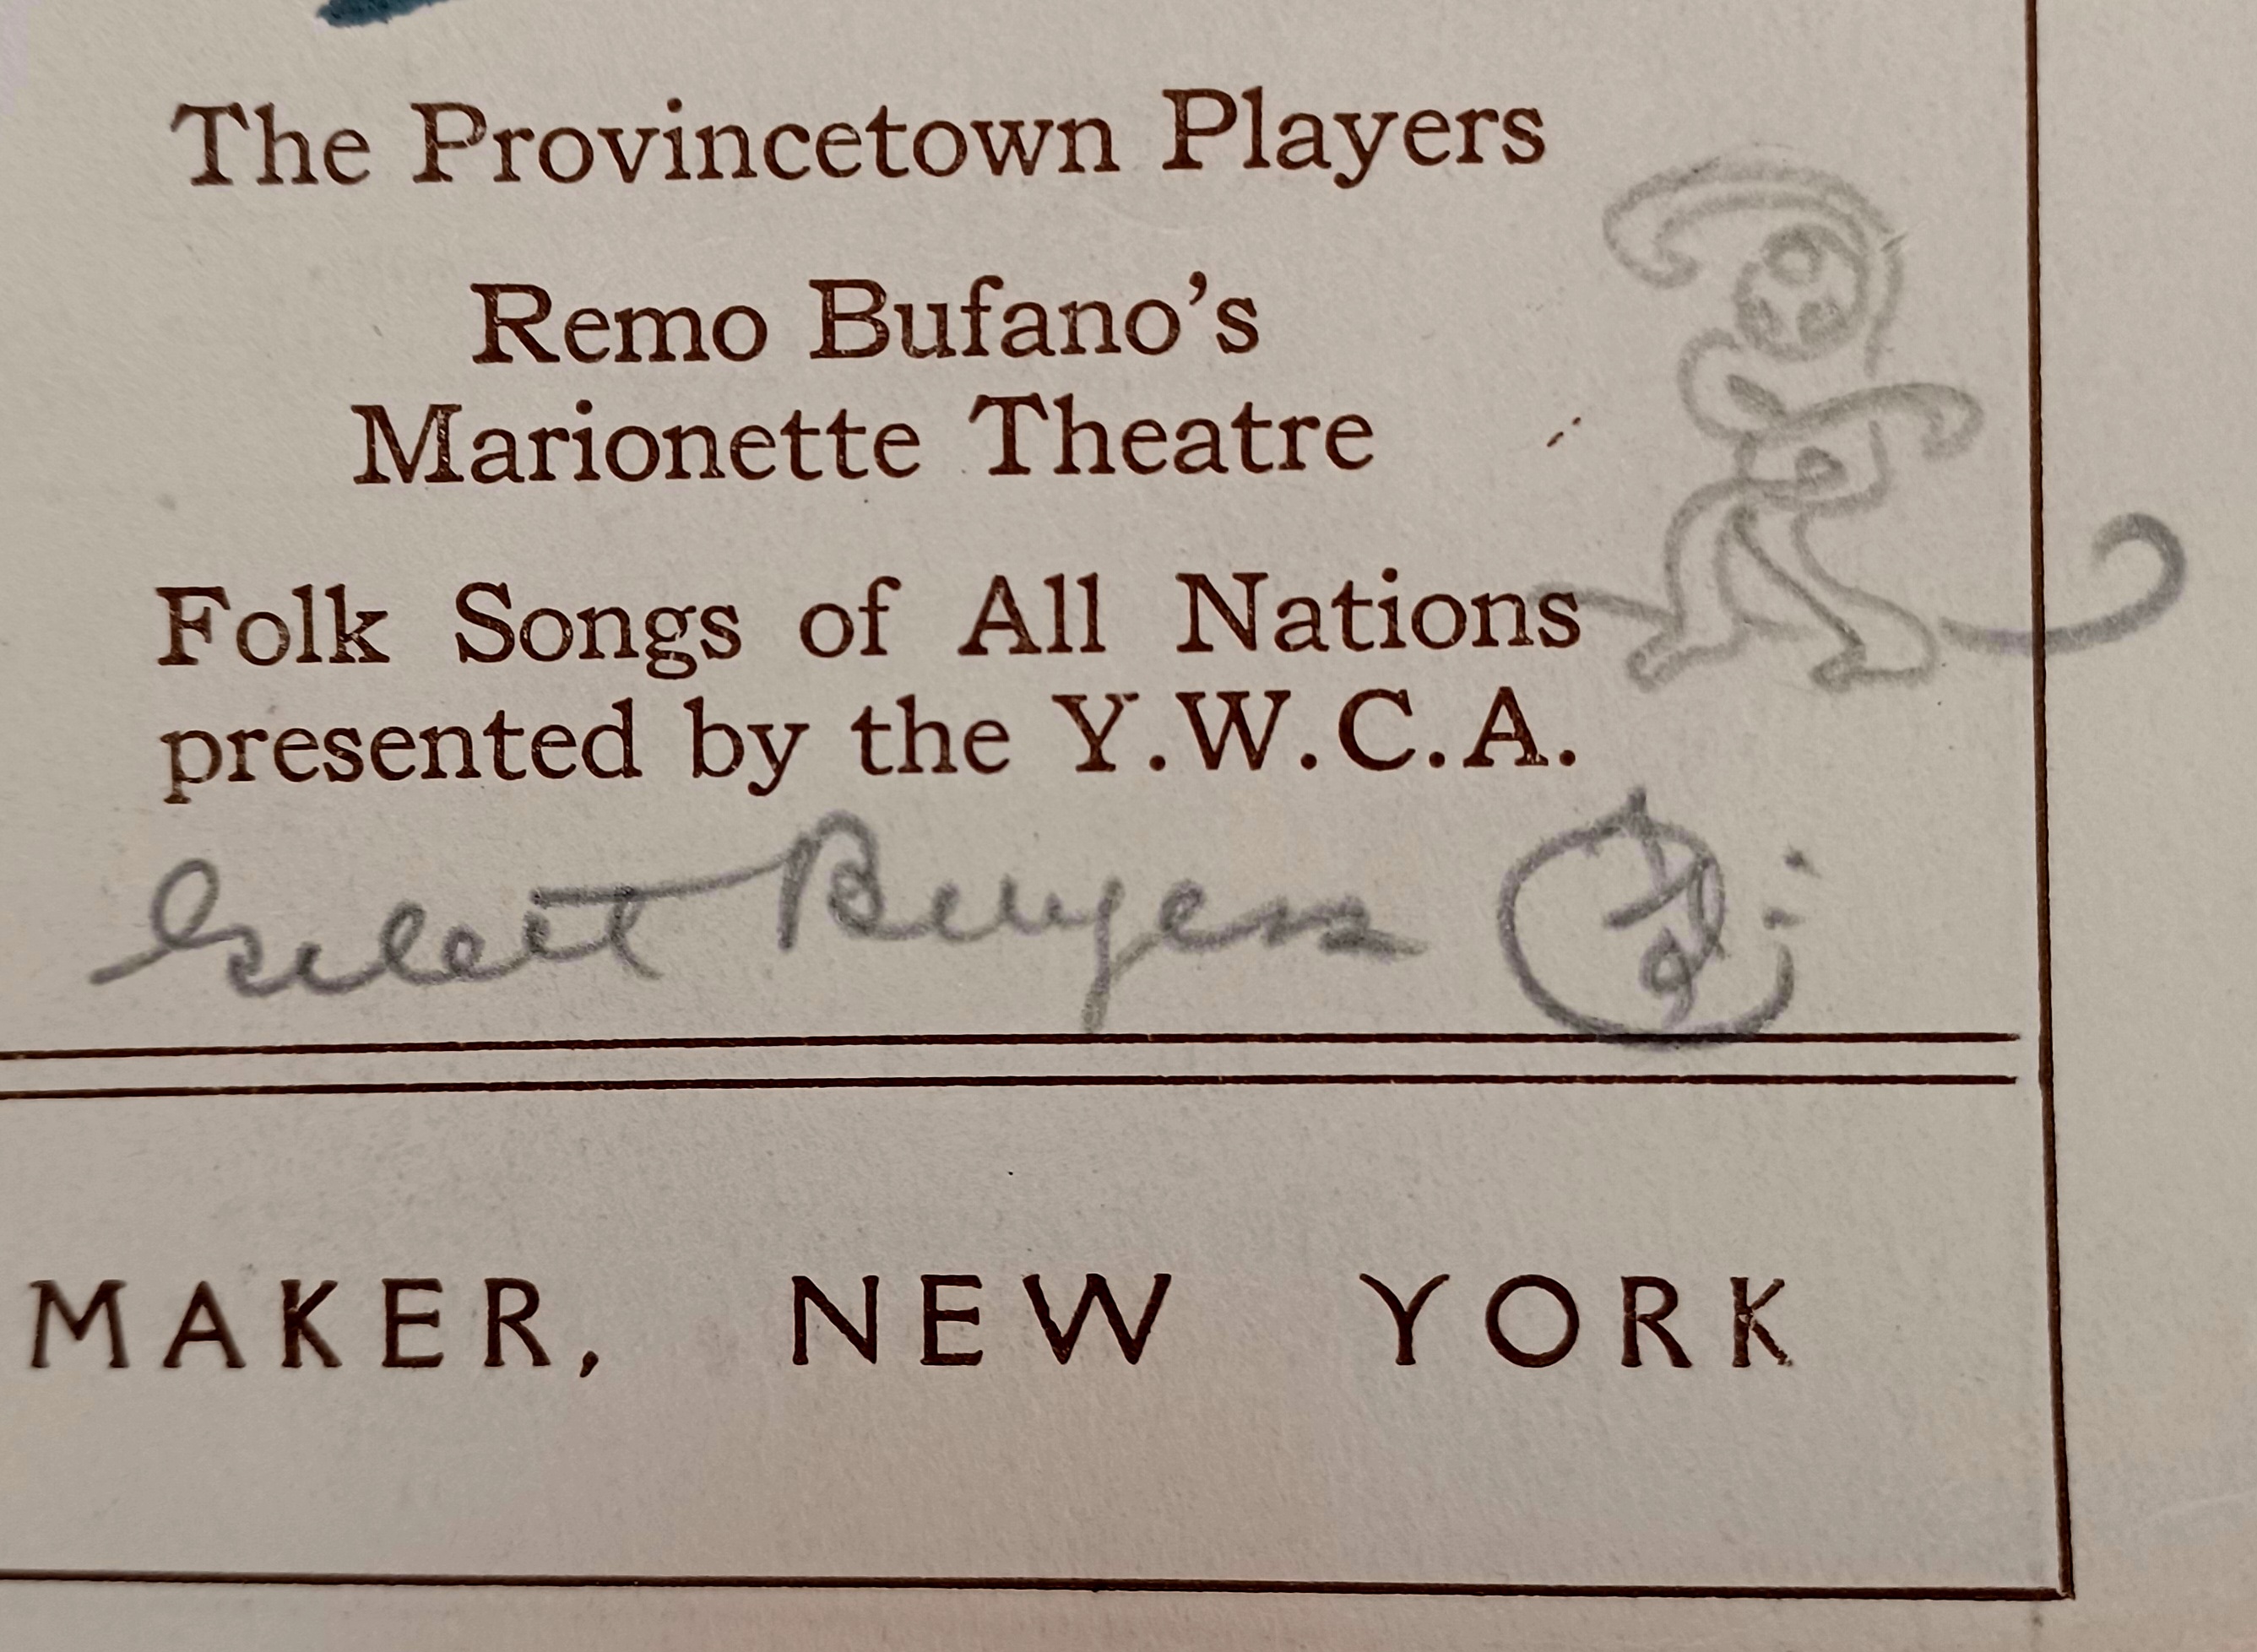 The Provincetown Players
Remo Bufano's
Marionette Theatre
Folk Songs of All Nations
presented by the Y.W.C.A.
Gelett Burgess
MAKER, NEW YORK